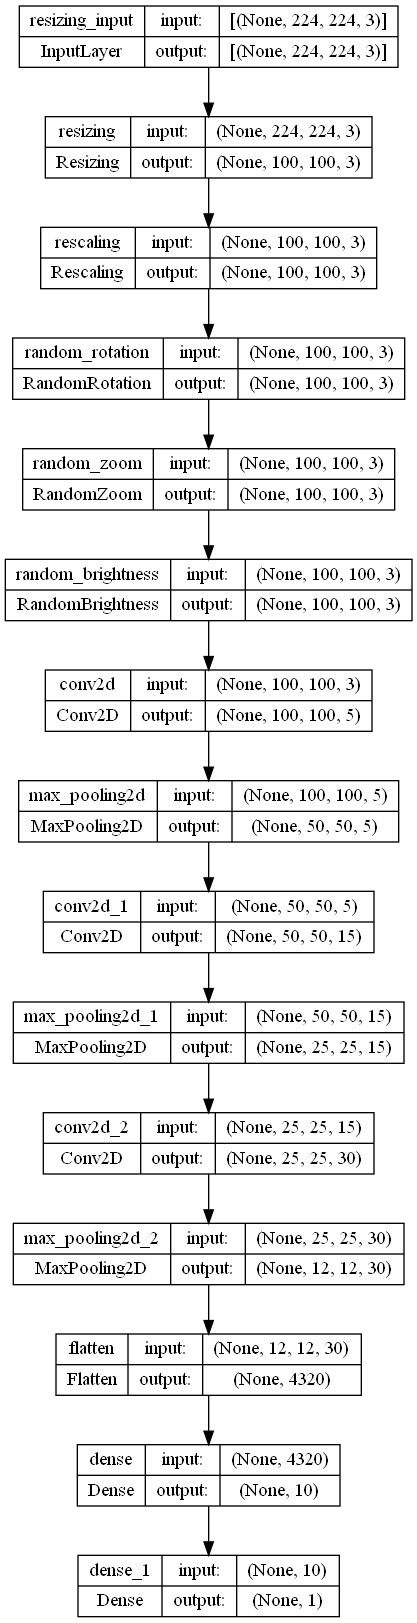 resizing_input input: [(None, 224, 224, 3)]
InputLayer output: [(None, 224, 224, 3)]
resizing input: (None, 224, 224, 3)
Resizing output: (None, 100, 100, 3)
rescaling input: (None, 100, 100, 3)
Rescaling output: (None, 100, 100, 3)
random_rotation input: (None, 100, 100, 3)
RandomRotation output: (None, 100, 100, 3)
random_zoom input: (None, 100, 100, 3)
RandomZoom output: (None, 100, 100, 3)
random_brightness input: (None, 100, 100, 3)
RandomBrightness output: (None, 100, 100, 3)
conv2d input: (None, 100, 100, 3)
Conv2D output: (None, 100, 100, 5)
max_pooling2d input: (None, 100, 100, 5)
MaxPooling2D output: (None, 50, 50, 5)
conv2d_1 input: (None, 50, 50, 5)
Conv2D output: (None, 50, 50, 15)
max_pooling2d_1 input: (None, 50, 50, 15)
MaxPooling2D output: (None, 25, 25, 15)
conv2d_2 input: (None, 25, 25, 15)
Conv2D output: (None, 25, 25, 30)
max_pooling2d_2 input: (None, 25, 25, 30)
MaxPooling2D output: (None, 12, 12, 30)
flatten input: (None, 12, 12, 30)
Flatten output: (None, 4320)
dense input: (None, 4320)
Dense output: (None, 10)
dense_1 input: (None, 10)
Dense output: (None, 1)